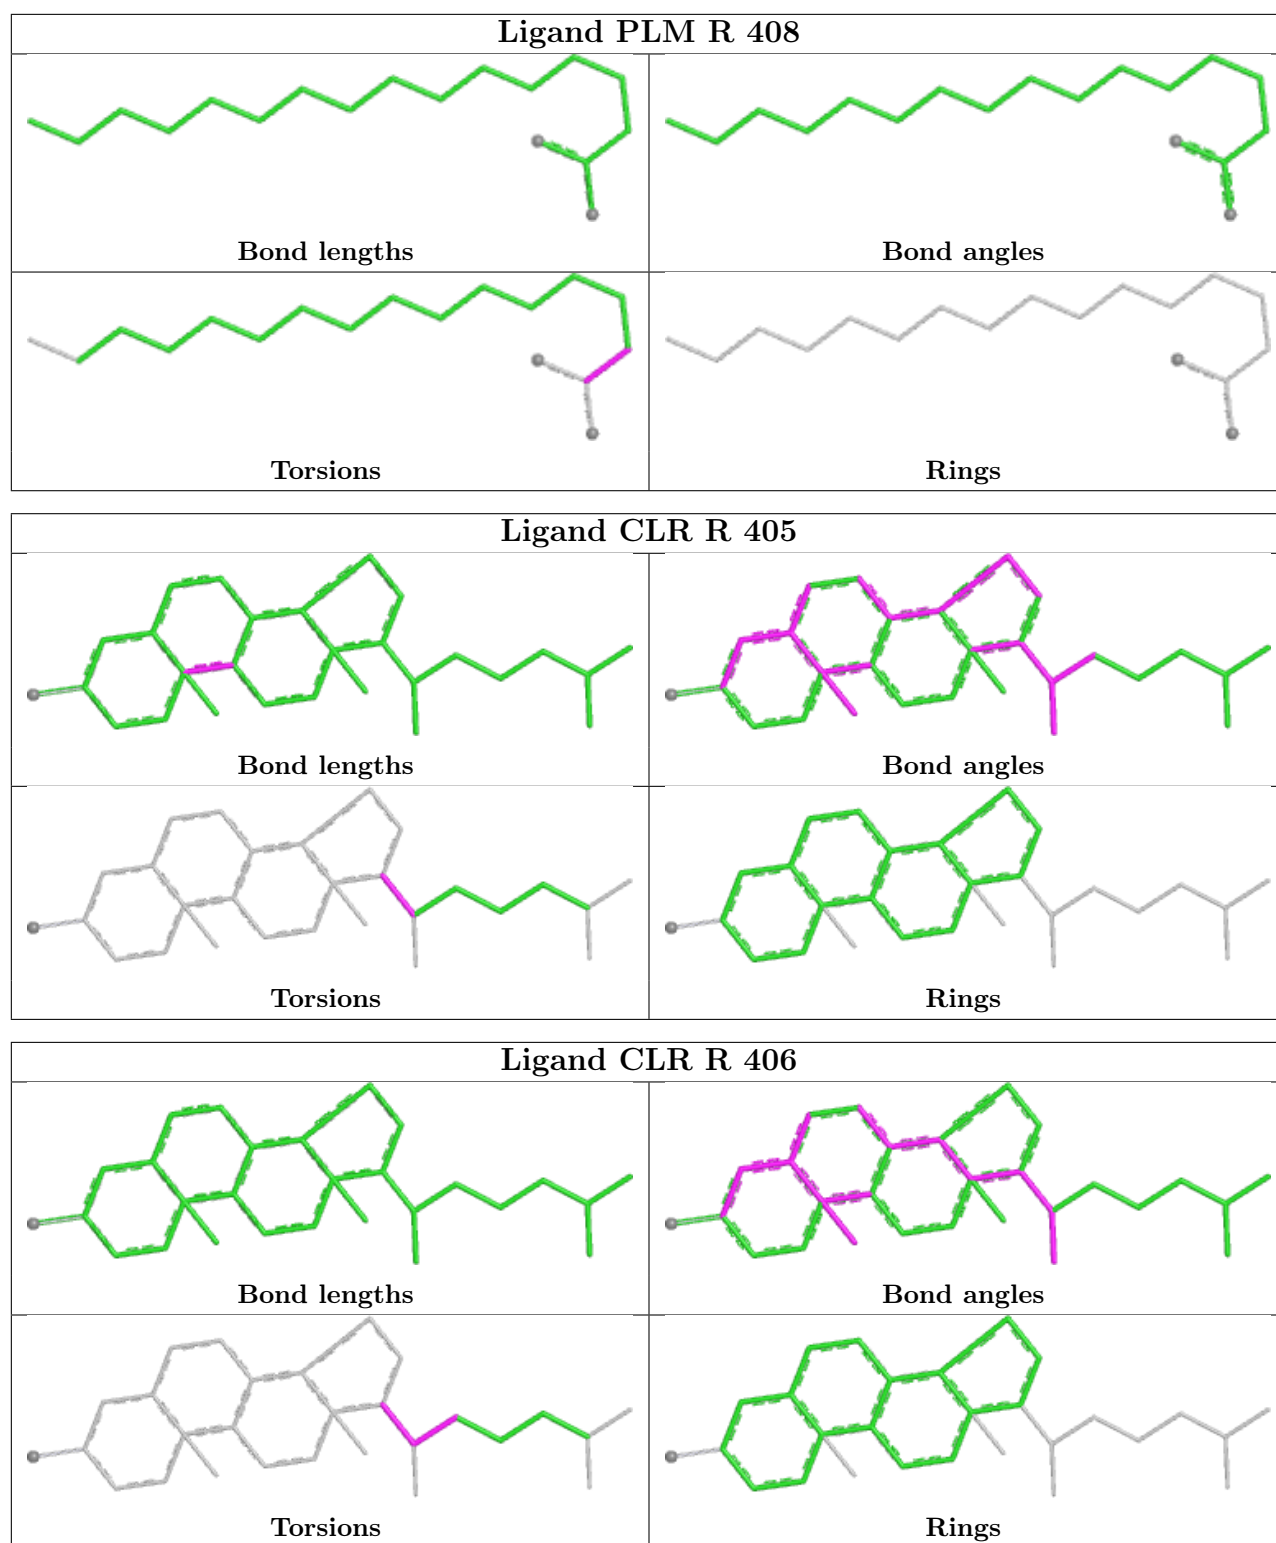 Ligand PLM R 408
Bond lengths
Bond angles
Torsions
Rings
Ligand CLR R 405
Bond lengths
Bond angles
Torsions
Rings
Ligand CLR R 406
Bond lengths
Bond angles
Torsions
Rings